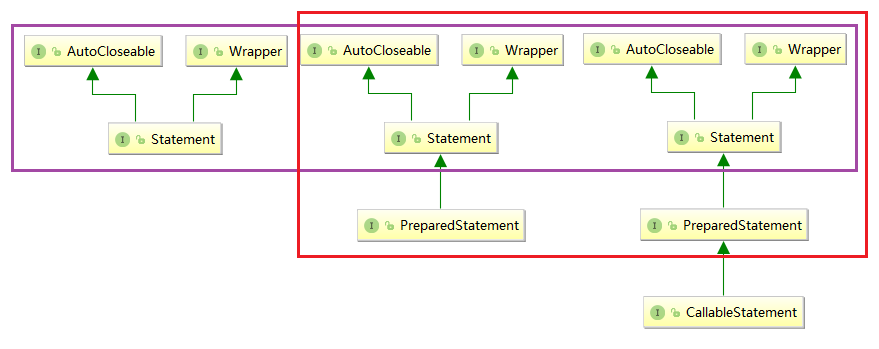 I AutoCloseable
I Wrapper
I AutoCloseable
I Wrapper
I AutoCloseable
I Wrapper
I Statement
I Statement
I Statement
I PreparedStatement
I PreparedStatement
I CallableStatement